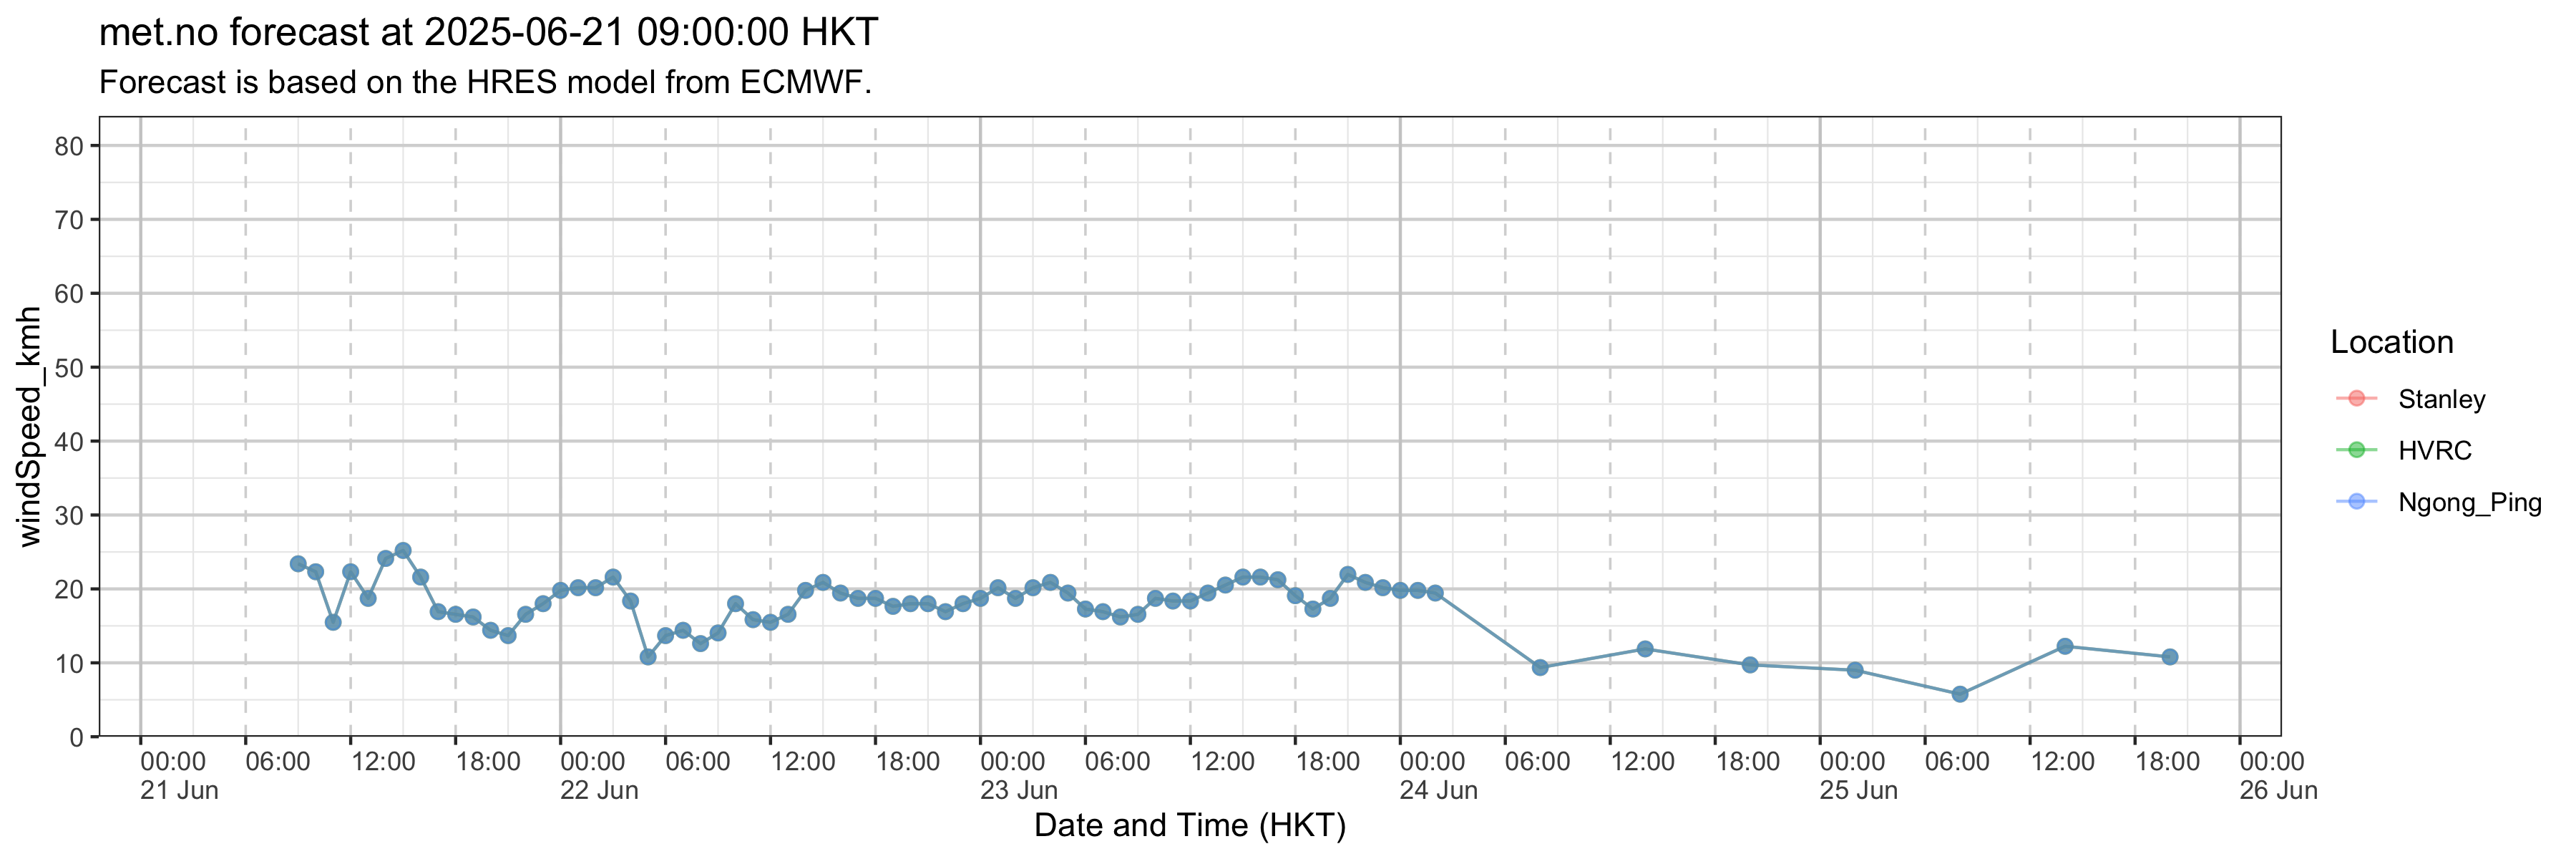 met.no forecast at 2025-06-21 09:00:00 HKT
Forecast is based on the HRES model from ECMWF.
windSpeed_kmh
80
70
60
50
40
30
20
10
0
00:00 06:00 12:00 18:00 00:00 06:00 12:00 18:00 00:00 06:00 12:00 18:00 00:00 06:00 12:00 18:00 00:00 06:00 12:00 18:00 00:00
21 Jun 22 Jun 23 Jun 24 Jun 25 Jun 26 Jun
Date and Time (HKT)
Location
Stanley
HVRC
Ngong_Ping